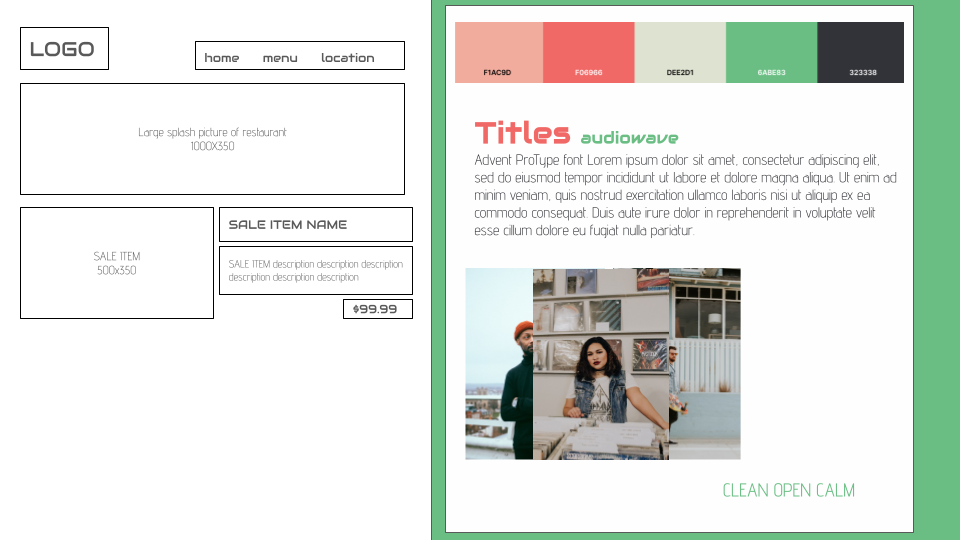 LOGO
home menu location
Large splash picture of restaurant
1000X350
SALE ITEM
500x350
SALE ITEM NAME
SALE ITEM description description description
description description description
$99.99
F1AC9D F06966 DEE2D1 6ABE83 323338
Titles audiowave
Advent ProType font Lorem ipsum dolor sit amet, consectetur adipiscing elit,
sed do eiusmod tempor incididunt ut labore et dolore magna aliqua. Ut enim ad
minim veniam, quis nostrud exercitation ullamco laboris nisi ut aliquip ex ea
commodo consequat. Duis aute irure dolor in reprehenderit in voluptate velit
esse cillum dolore eu fugiat nulla pariatur.
CLEAN OPEN CALM